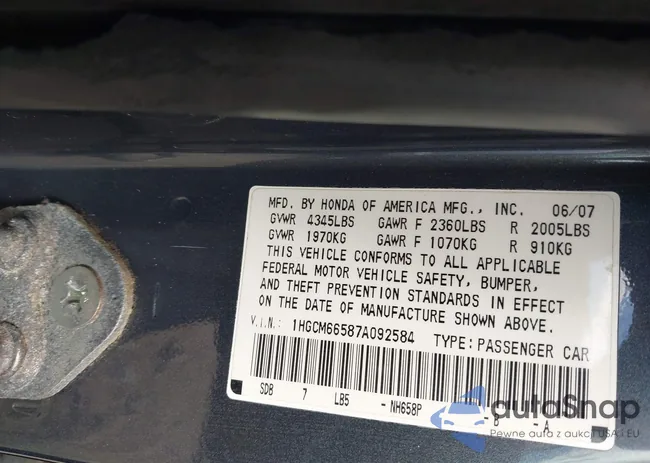 MFD. BY HONDA OF AMERICA MFG., INC. 06/07
GVWR 4345LBS GAWR F 2360LBS R 2005LBS
GVWR 1970KG GAWR F 1070KG R 910KG
THIS VEHICLE CONFORMS TO ALL APPLICABLE
FEDERAL MOTOR VEHICLE SAFETY, BUMPER,
AND THEFT PREVENTION STANDARDS IN EFFECT
ON THE DATE OF MANUFACTURE SHOWN ABOVE.
V.I.N.: 1HGCM66587A092584 TYPE: PASSENGER CAR
SDB 7 LB5 -NH658P -B -A
autoSnap
Pewne auta z aukcji USA i EU